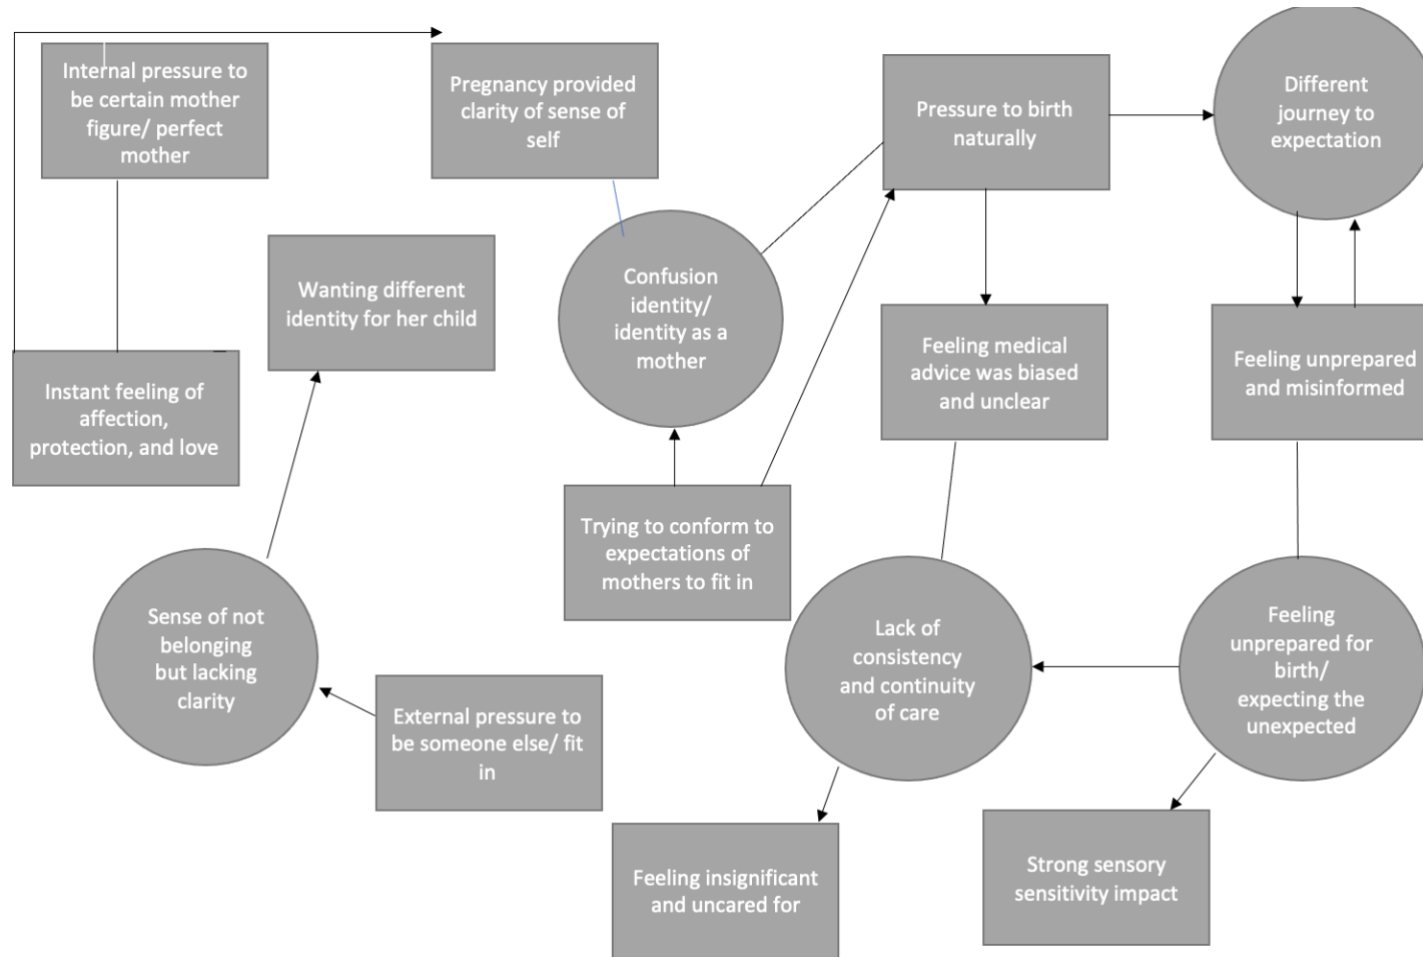 Internal pressure to
be certain mother
figure/ perfect
mother
Pregnancy provided
clarity of sense of
self
Pressure to birth
naturally
Different
journey to
expectation
Wanting different
identity for her child
Confusion
identity/
identity as a
mother
Feeling medical
advice was biased
and unclear
Feeling unprepared
and misinformed
Instant feeling of
affection,
protection, and love
Trying to conform to
expectations of
mothers to fit in
Sense of not
belonging
but lacking
clarity
Lack of
consistency
and continuity
of care
Feeling
unprepared for
birth/
expecting the
unexpected
External pressure to
be someone else/ fit
in
Feeling insignificant
and uncared for
Strong sensory
sensitivity impact